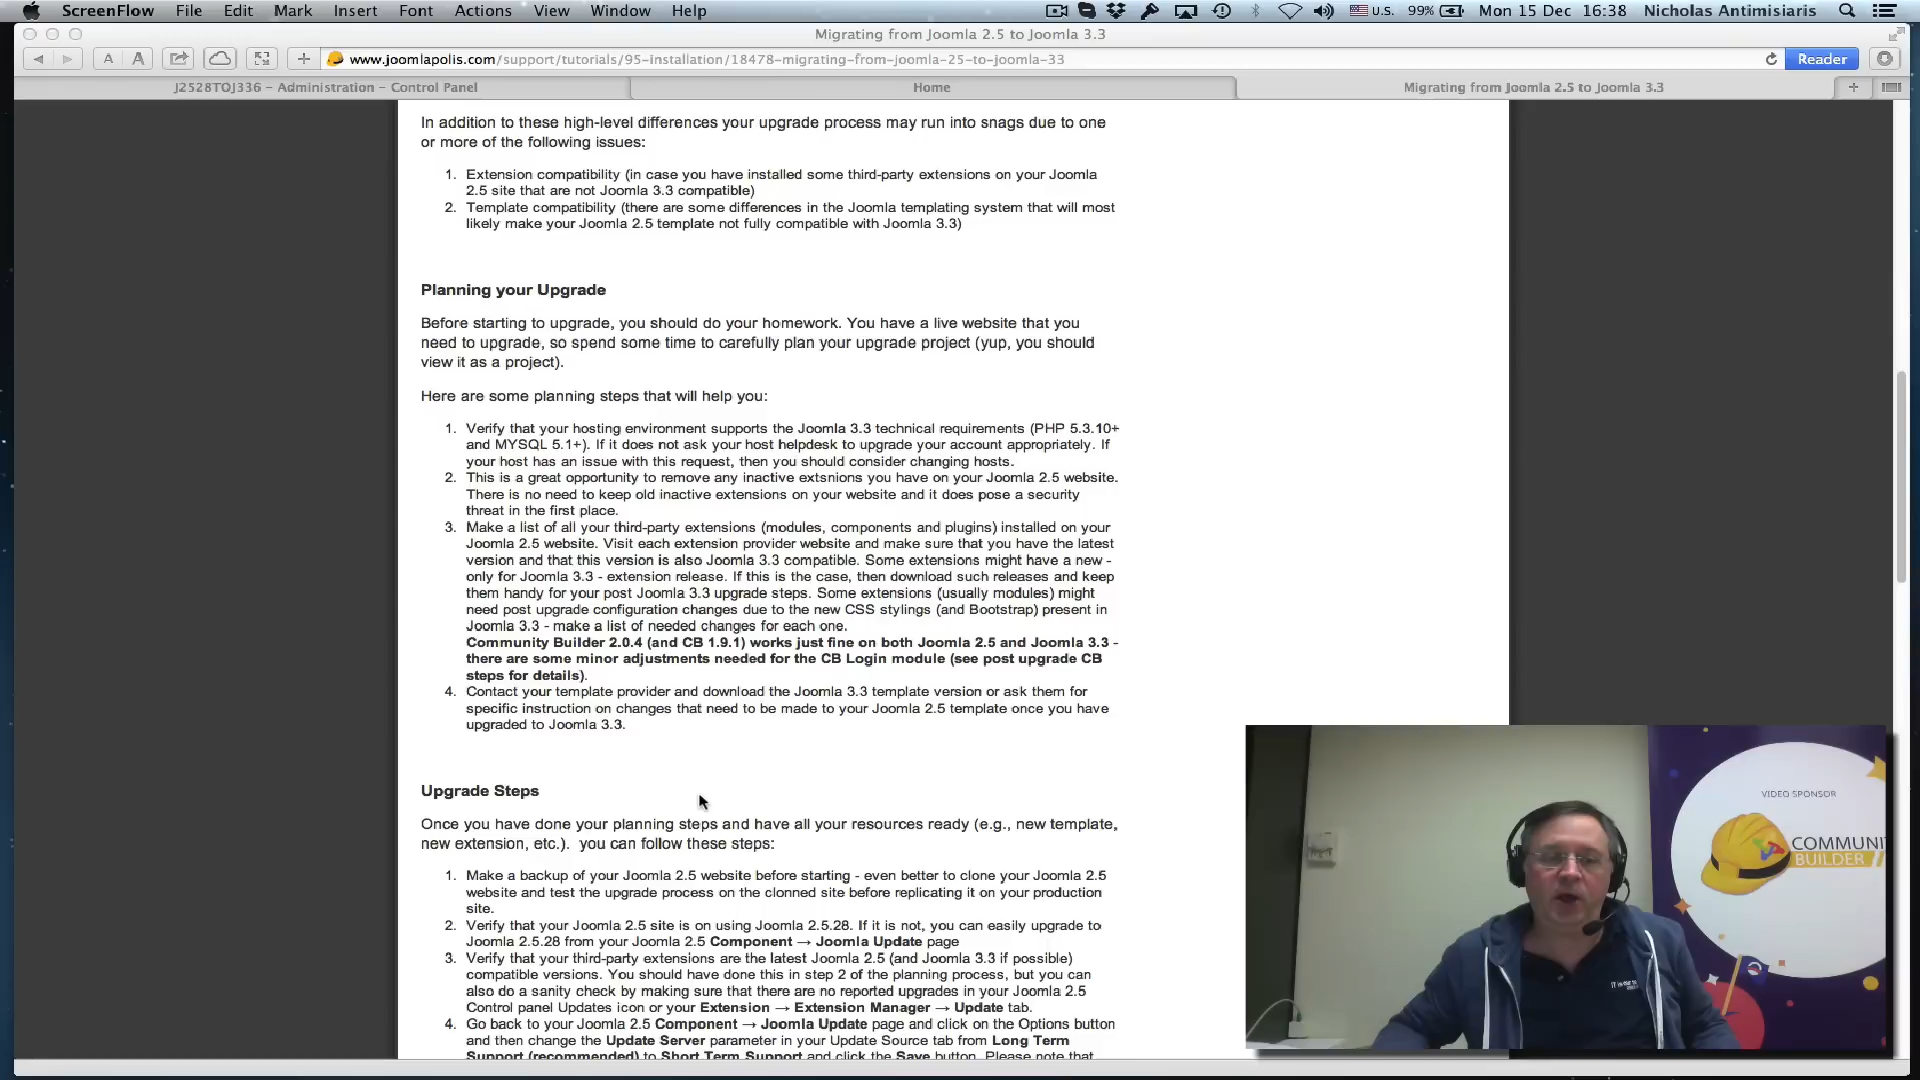 ScreenFlow File Edit Mark Insert Font Actions View Window Help U.S. 99% Mon 15 Dec 16:38 Nicholas Antimisiaris
Migrating from Joomla 2.5 to Joomla 3.3
A A + www.joomlapolis.com/support/tutorials/95-installation/18478-migrating-from-joomla-25-to-joomla-33 Reader
J2528TOJ336 - Administration - Control Panel Home Migrating from Joomla 2.5 to Joomla 3.3 +
In addition to these high-level differences your upgrade process may run into snags due to one
or more of the following issues:
1. Extension compatibility (in case you have installed some third-party extensions on your Joomla
2.5 site that are not Joomla 3.3 compatible)
2. Template compatibility (there are some differences in the Joomla templating system that will most
likely make your Joomla 2.5 template not fully compatible with Joomla 3.3)
Planning your Upgrade
Before starting to upgrade, you should do your homework. You have a live website that you
need to upgrade, so spend some time to carefully plan your upgrade project (yup, you should
view it as a project).
Here are some planning steps that will help you:
1. Verify that your hosting environment supports the Joomla 3.3 technical requirements (PHP 5.3.10+
and MYSQL 5.1+). If it does not ask your host helpdesk to upgrade your account appropriately. If
your host has an issue with this request, then you should consider changing hosts.
2. This is a great opportunity to remove any inactive extsnions you have on your Joomla 2.5 website.
There is no need to keep old inactive extensions on your website and it does pose a security
threat in the first place.
3. Make a list of all your third-party extensions (modules, components and plugins) installed on your
Joomla 2.5 website. Visit each extension provider website and make sure that you have the latest
version and that this version is also Joomla 3.3 compatible. Some extensions might have a new -
only for Joomla 3.3 - extension release. If this is the case, then download such releases and keep
them handy for your post Joomla 3.3 upgrade steps. Some extensions (usually modules) might
need post upgrade configuration changes due to the new CSS stylings (and Bootstrap) present in
Joomla 3.3 - make a list of needed changes for each one.
Community Builder 2.0.4 (and CB 1.9.1) works just fine on both Joomla 2.5 and Joomla 3.3 -
there are some minor adjustments needed for the CB Login module (see post upgrade CB
steps for details).
4. Contact your template provider and download the Joomla 3.3 template version or ask them for
specific instruction on changes that need to be made to your Joomla 2.5 template once you have
upgraded to Joomla 3.3.
Upgrade Steps
Once you have done your planning steps and have all your resources ready (e.g., new template,
new extension, etc.). you can follow these steps:
1. Make a backup of your Joomla 2.5 website before starting - even better to clone your Joomla 2.5
website and test the upgrade process on the clonned site before replicating it on your production
site.
2. Verify that your Joomla 2.5 site is on using Joomla 2.5.28. If it is not, you can easily upgrade to
Joomla 2.5.28 from your Joomla 2.5 Component → Joomla Update page
3. Verify that your third-party extensions are the latest Joomla 2.5 (and Joomla 3.3 if possible)
compatible versions. You should have done this in step 2 of the planning process, but you can
also do a sanity check by making sure that there are no reported upgrades in your Joomla 2.5
Control panel Updates icon or your Extension → Extension Manager → Update tab.
4. Go back to your Joomla 2.5 Component → Joomla Update page and click on the Options button
and then change the Update Server parameter in your Update Source tab from Long Term
Support (recommended) to Short Term Support and click the Save button. Please note that
VIDEO SPONSOR
COMMUNI
BUILDER